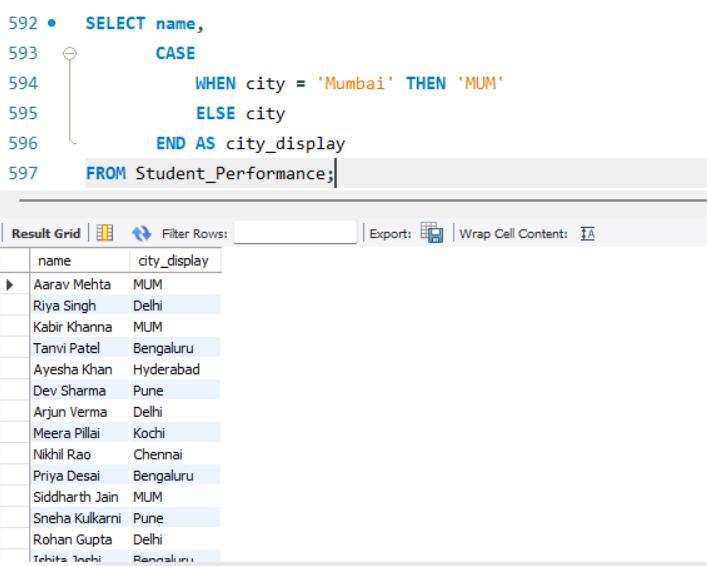 592 SELECT name,
593 CASE
594 WHEN city = 'Mumbai' THEN 'MUM'
595 ELSE city
596 END AS city_display
597 FROM Student_Performance;
Result Grid Filter Rows: Export: Wrap Cell Content: IA
name city_display
Aarav Mehta MUM
Riya Singh Delhi
Kabir Khanna MUM
Tanvi Patel Bengaluru
Ayesha Khan Hyderabad
Dev Sharma Pune
Arjun Verma Delhi
Meera Pillai Kochi
Nikhil Rao Chennai
Priya Desai Bengaluru
Siddharth Jain MUM
Sneha Kulkarni Pune
Rohan Gupta Delhi
Ishita Joshi Bengaluru